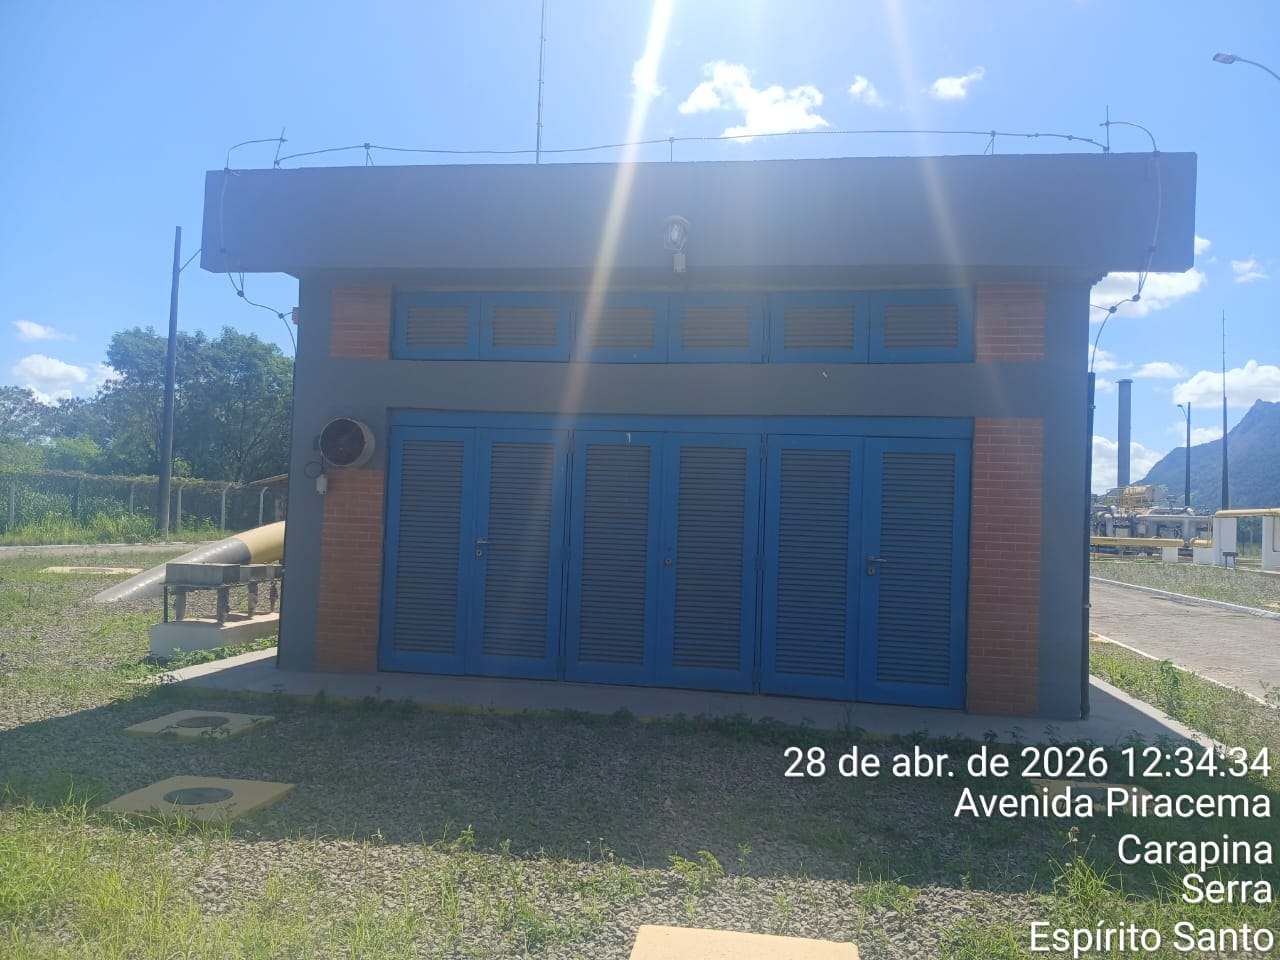 28 de abr. de 2026 12:34:34
Avenida Piracema
Carapina
Serra
Espírito Santo